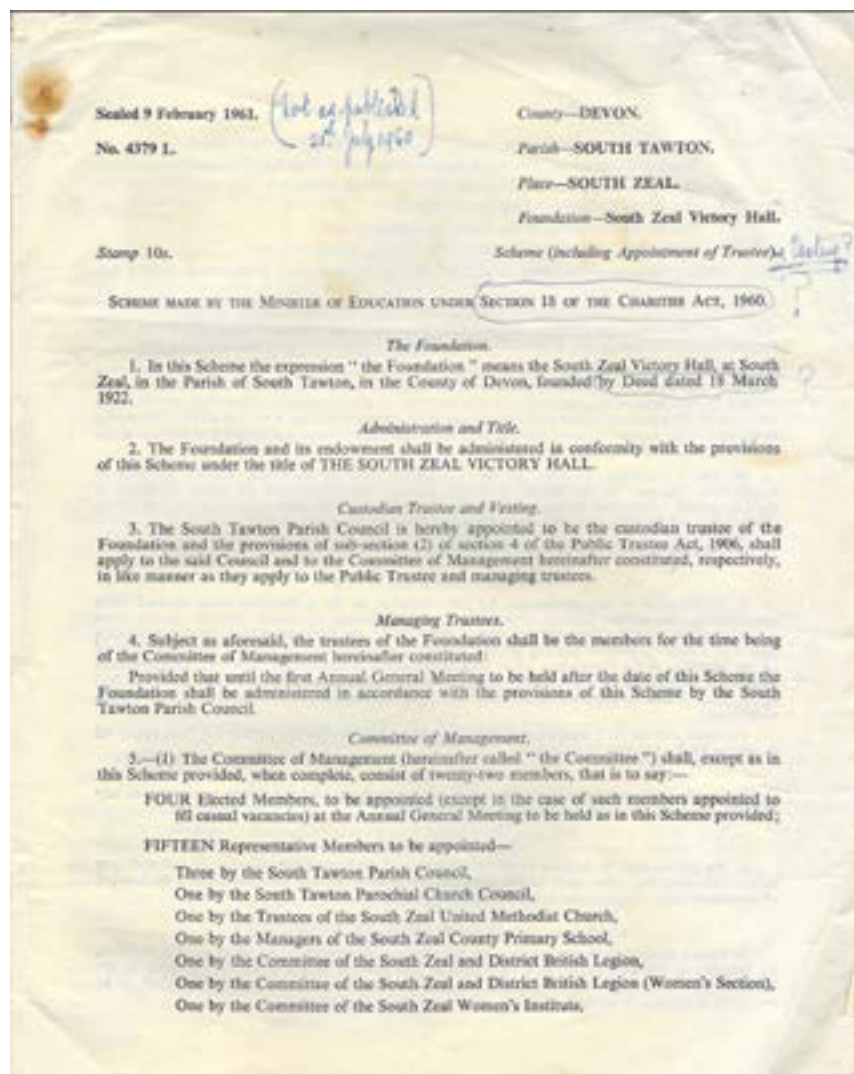 Sealed 9 February 1961.
(not as published
21st July 1960)
No. 4379 L.
County—DEVON.
Parish—SOUTH TAWTON.
Place—SOUTH ZEAL.
Foundation—South Zeal Victory Hall.
Stamp 10s.
Scheme (including Appointment of Trustee).
?
SCHEME MADE BY THE MINISTER OF EDUCATION UNDER SECTION 18 OF THE CHARITIES ACT, 1960.
?
The Foundation.
1. In this Scheme the expression “ the Foundation ” means the South Zeal Victory Hall, at South
Zeal, in the Parish of South Tawton, in the County of Devon, founded by Deed dated 18 March
1922.
?
Administration and Title.
2. The Foundation and its endowment shall be administered in conformity with the provisions
of this Scheme under the title of THE SOUTH ZEAL VICTORY HALL.
Custodian Trustee and Vesting.
3. The South Tawton Parish Council is hereby appointed to be the custodian trustee of the
Foundation and the provisions of sub-section (2) of section 4 of the Public Trustee Act, 1906, shall
apply to the said Council and to the Committee of Management hereinafter constituted, respectively,
in like manner as they apply to the Public Trustee and managing trustees.
Managing Trustees.
4. Subject as aforesaid, the trustees of the Foundation shall be the members for the time being
of the Committee of Management hereinafter constituted:
Provided that until the first Annual General Meeting to be held after the date of this Scheme the
Foundation shall be administered in accordance with the provisions of this Scheme by the South
Tawton Parish Council.
Committee of Management.
5.—(1) The Committee of Management (hereinafter called “ the Committee ”) shall, except as in
this Scheme provided, when complete, consist of twenty-two members, that is to say:—
FOUR Elected Members, to be appointed (except in the case of such members appointed to
fill casual vacancies) at the Annual General Meeting to be held as in this Scheme provided;
FIFTEEN Representative Members to be appointed—
Three by the South Tawton Parish Council,
One by the South Tawton Parochial Church Council,
One by the Trustees of the South Zeal United Methodist Church,
One by the Managers of the South Zeal County Primary School,
One by the Committee of the South Zeal and District British Legion,
One by the Committee of the South Zeal and District British Legion (Women's Section),
One by the Committee of the South Zeal Women's Institute,